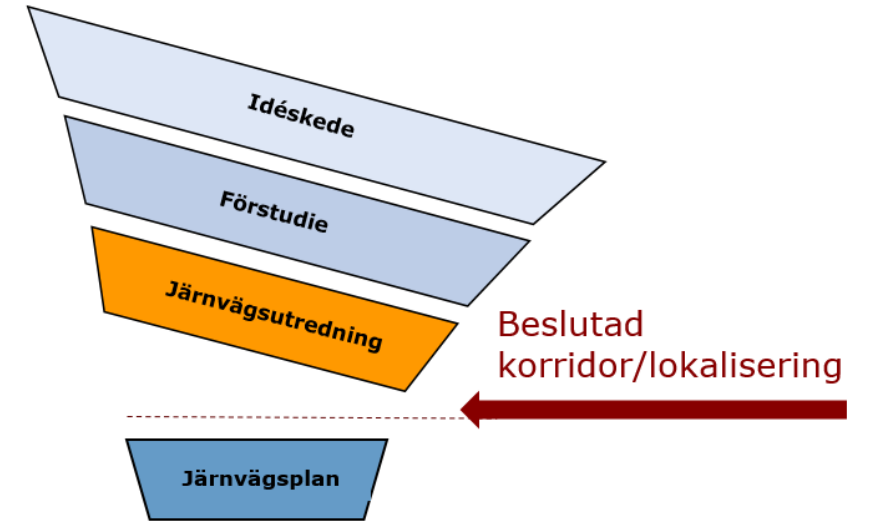 Idéskede
Förstudie
Järnvägsutredning
Beslutad
korridor/lokalisering
Järnvägsplan